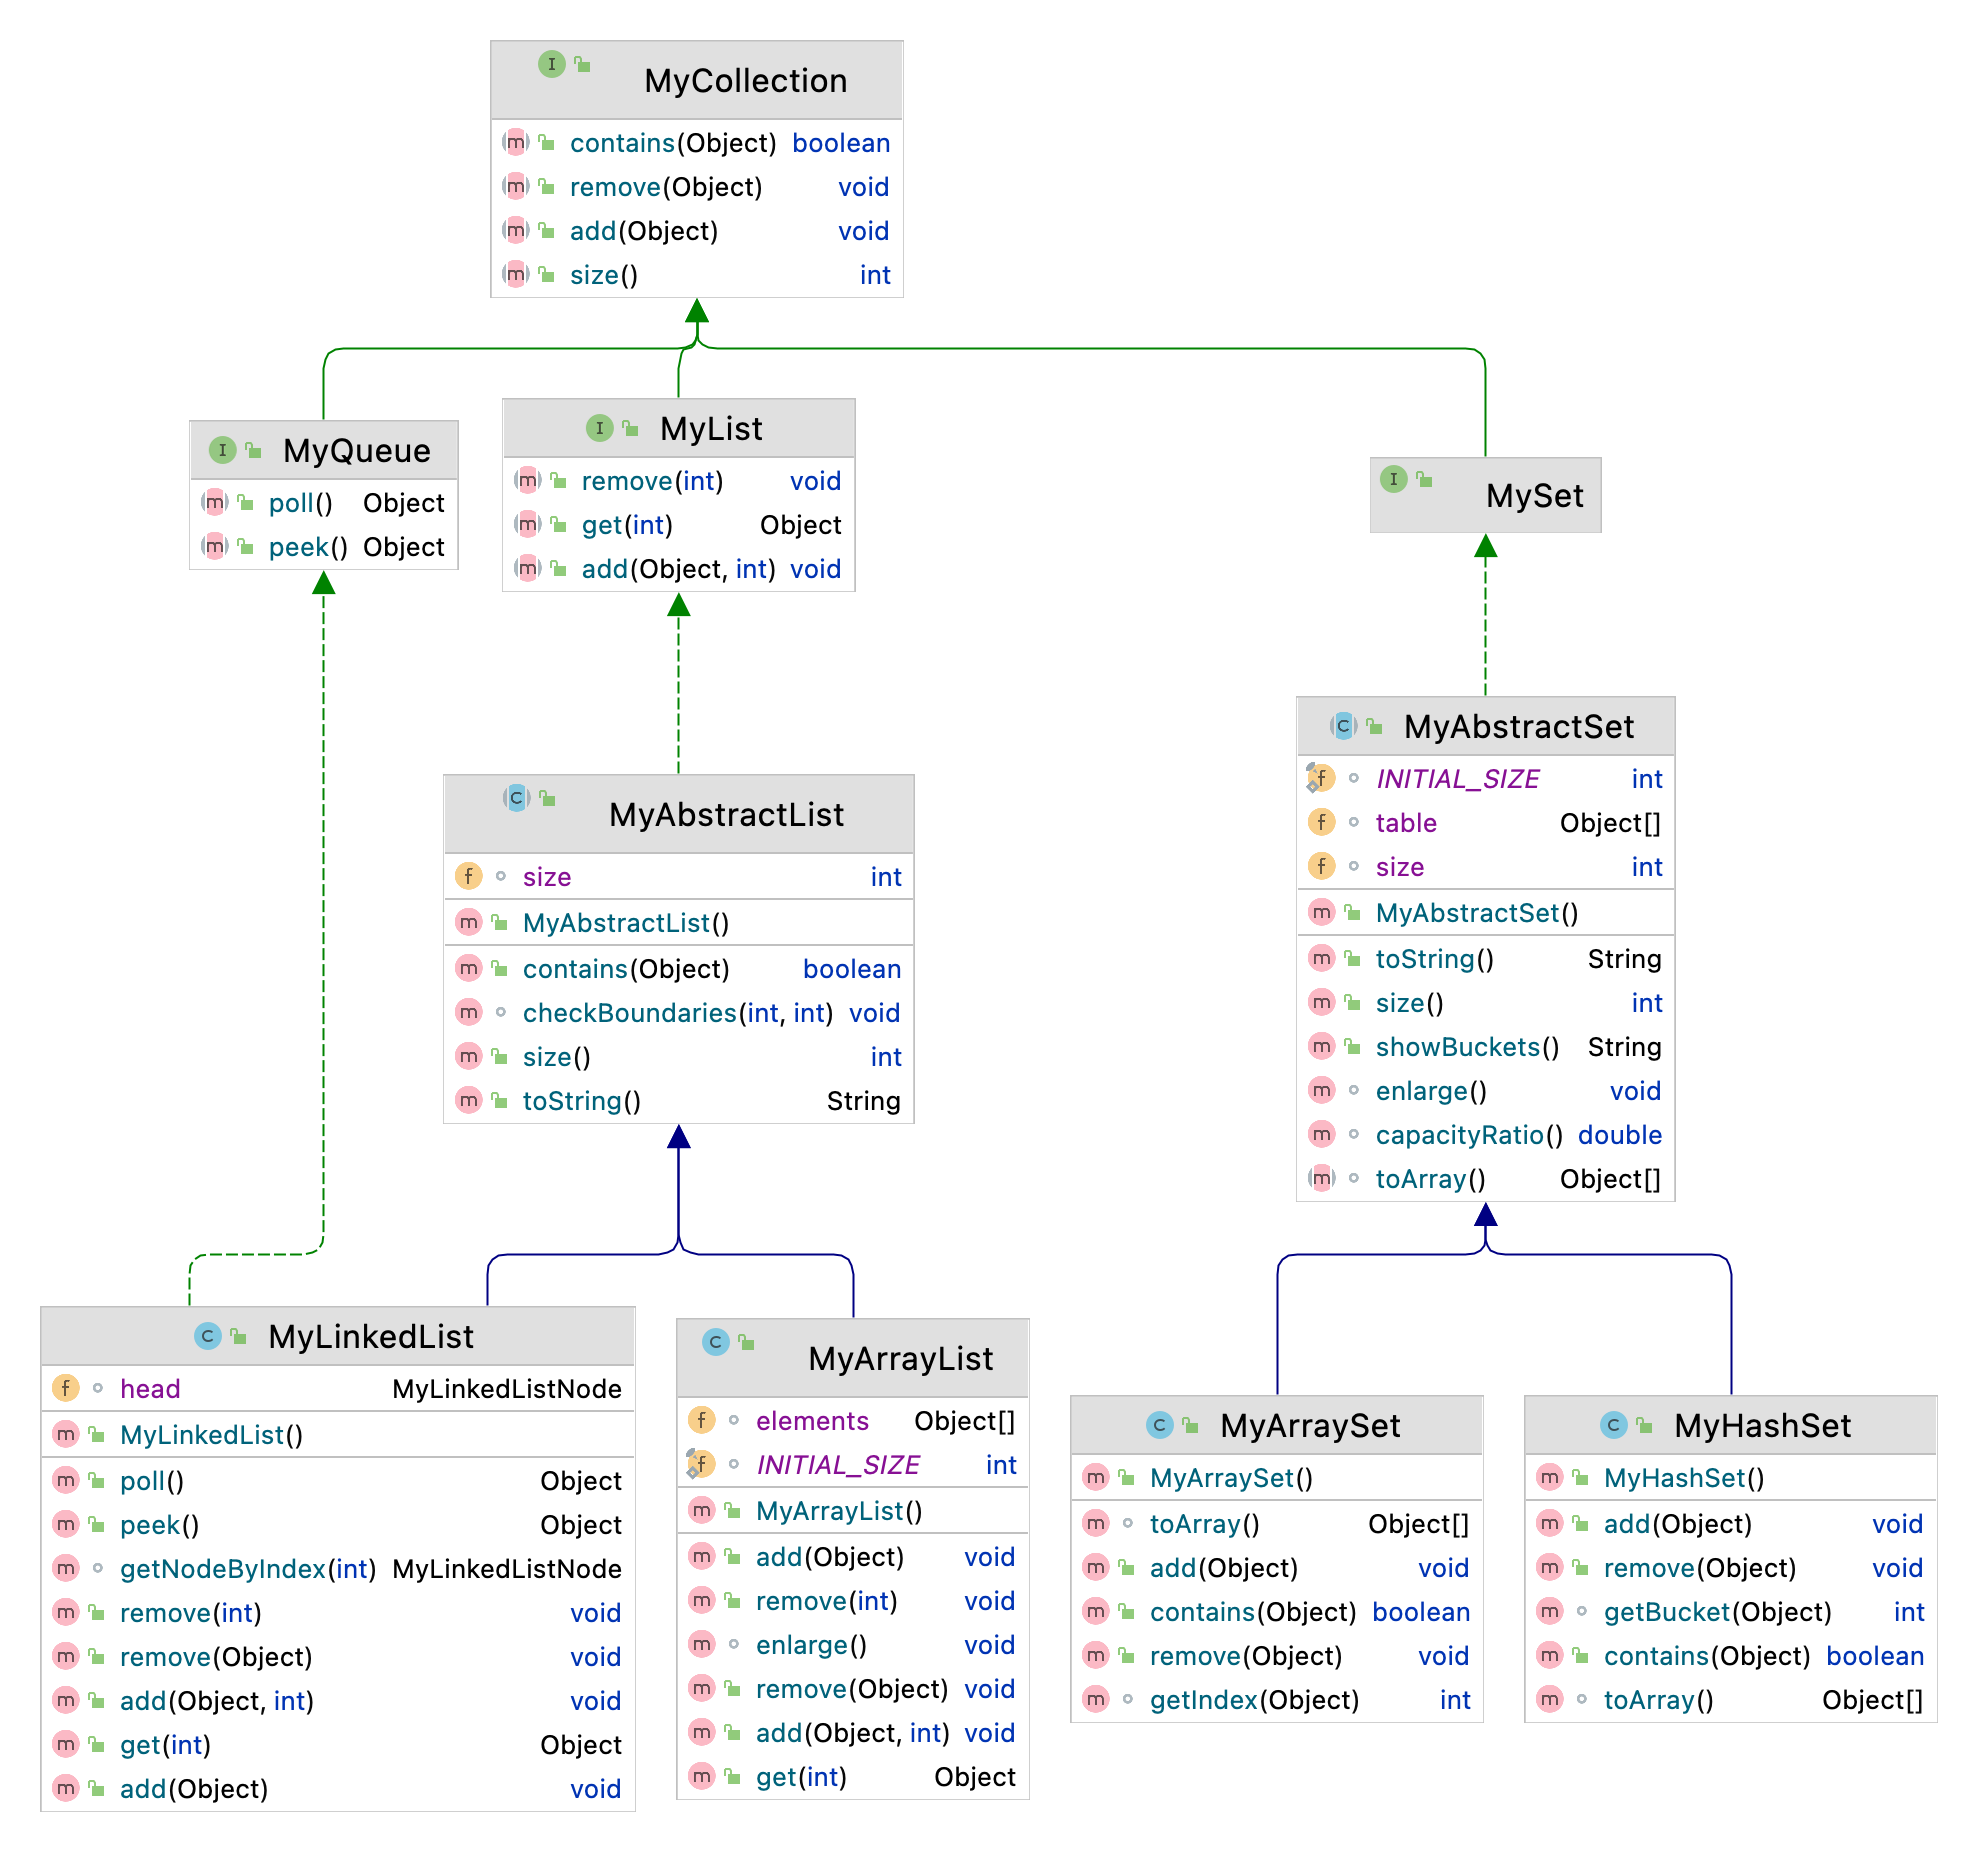 MyCollection
contains(Object) boolean
remove(Object) void
add(Object) void
size() int
MyQueue
poll() Object
peek() Object
MyList
remove(int) void
get(int) Object
add(Object, int) void
MySet
MyAbstractList
size int
MyAbstractList()
contains(Object) boolean
checkBoundaries(int, int) void
size() int
toString() String
MyAbstractSet
INITIAL_SIZE int
table Object[]
size int
MyAbstractSet()
toString() String
size() int
showBuckets() String
enlarge() void
capacityRatio() double
toArray() Object[]
MyLinkedList
head MyLinkedListNode
MyLinkedList()
poll() Object
peek() Object
getNodeByIndex(int) MyLinkedListNode
remove(int) void
remove(Object) void
add(Object, int) void
get(int) Object
add(Object) void
MyArrayList
elements Object[]
INITIAL_SIZE int
MyArrayList()
add(Object) void
remove(int) void
enlarge() void
remove(Object) void
add(Object, int) void
get(int) Object
MyArraySet
MyArraySet()
toArray() Object[]
add(Object) void
contains(Object) boolean
remove(Object) void
getIndex(Object) int
MyHashSet
MyHashSet()
add(Object) void
remove(Object) void
getBucket(Object) int
contains(Object) boolean
toArray() Object[]